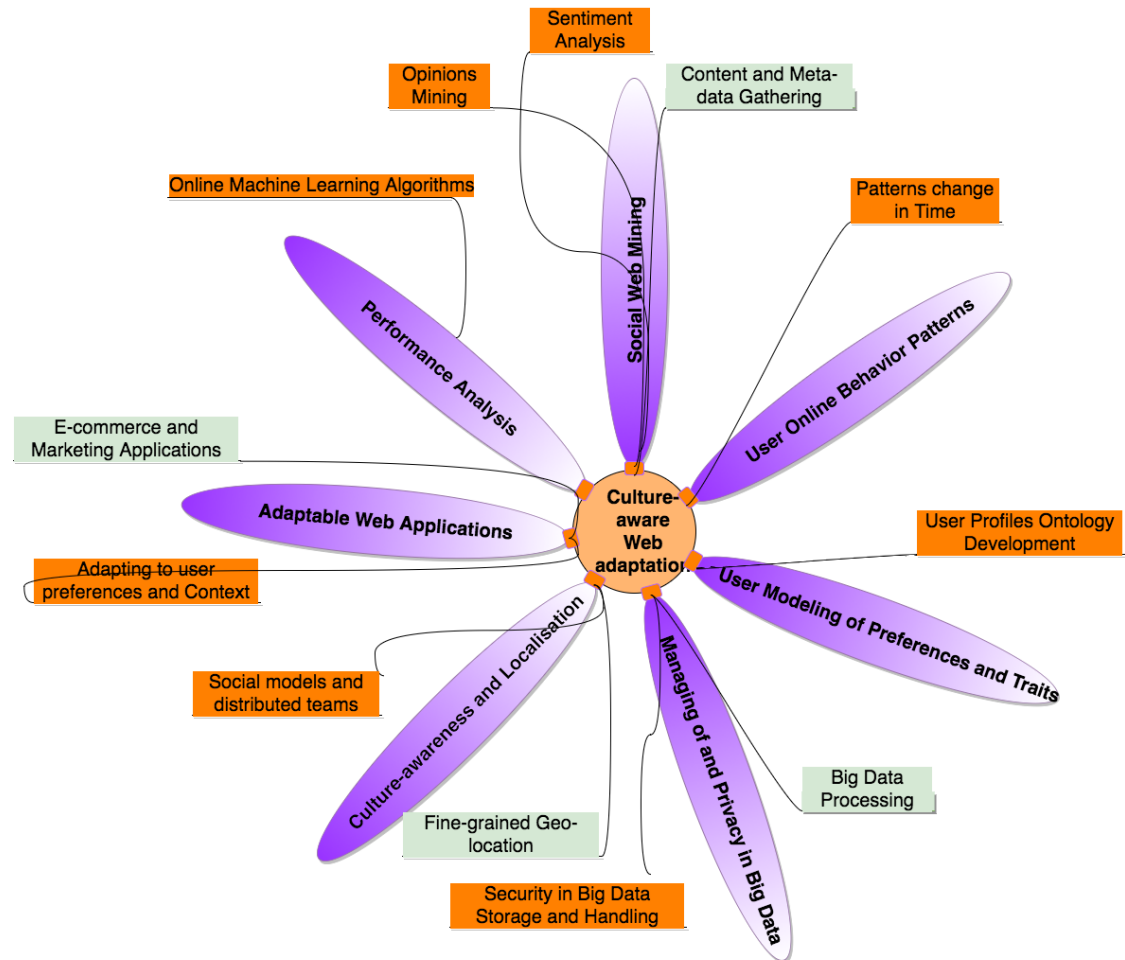 Sentiment
Analysis
Opinions
Mining
Content and Meta-
data Gathering
Online Machine Learning Algorithms
Patterns change
in Time
Social Web Mining
Performance Analysis
User Online Behavior Patterns
E-commerce and
Marketing Applications
Adaptable Web Applications
Culture-
aware
Web
adaptation
User Profiles Ontology
Development
Adapting to user
preferences and Context
User Modeling of Preferences and Traits
Culture-awareness and Localisation
Managing of and Privacy in Big Data
Social models and
distributed teams
Big Data
Processing
Fine-grained Geo-
location
Security in Big Data
Storage and Handling